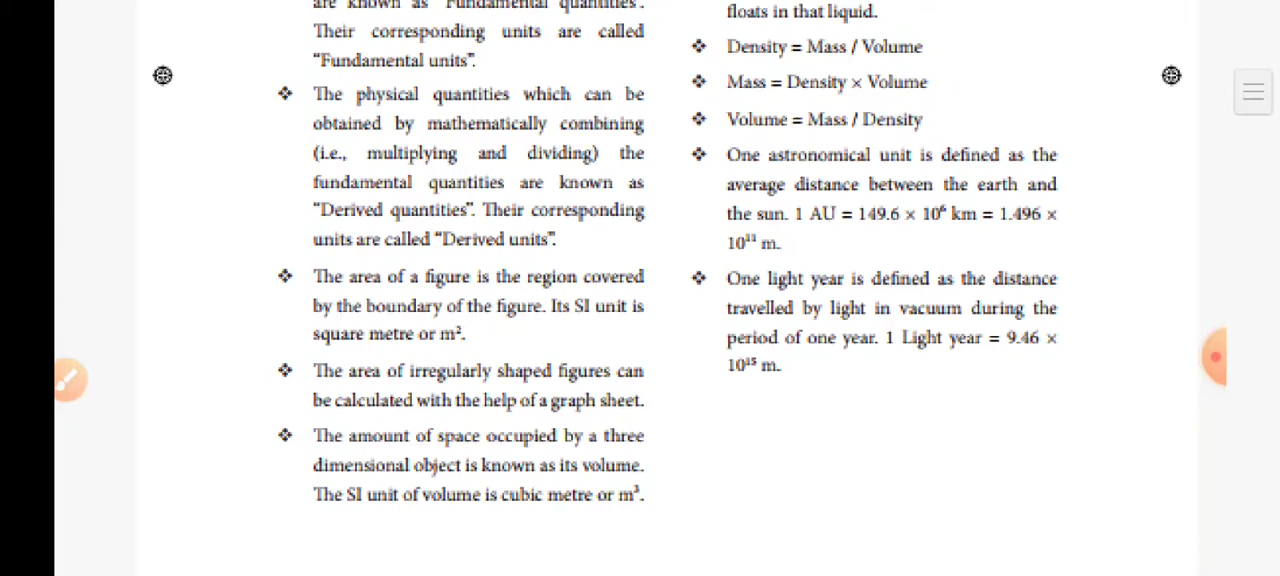 are known as "Fundamental quantities".
Their corresponding units are called
“Fundamental units”.
❖ The physical quantities which can be
obtained by mathematically combining
(i.e., multiplying and dividing) the
fundamental quantities are known as
“Derived quantities”. Their corresponding
units are called “Derived units”.
❖ The area of a figure is the region covered
by the boundary of the figure. Its SI unit is
square metre or m².
❖ The area of irregularly shaped figures can
be calculated with the help of a graph sheet.
❖ The amount of space occupied by a three
dimensional object is known as its volume.
The SI unit of volume is cubic metre or m³.
floats in that liquid.
❖ Density = Mass / Volume
❖ Mass = Density × Volume
❖ Volume = Mass / Density
❖ One astronomical unit is defined as the
average distance between the earth and
the sun. 1 AU = 149.6 × 10⁶ km = 1.496 ×
10¹¹ m.
❖ One light year is defined as the distance
travelled by light in vacuum during the
period of one year. 1 Light year = 9.46 ×
10¹⁵ m.